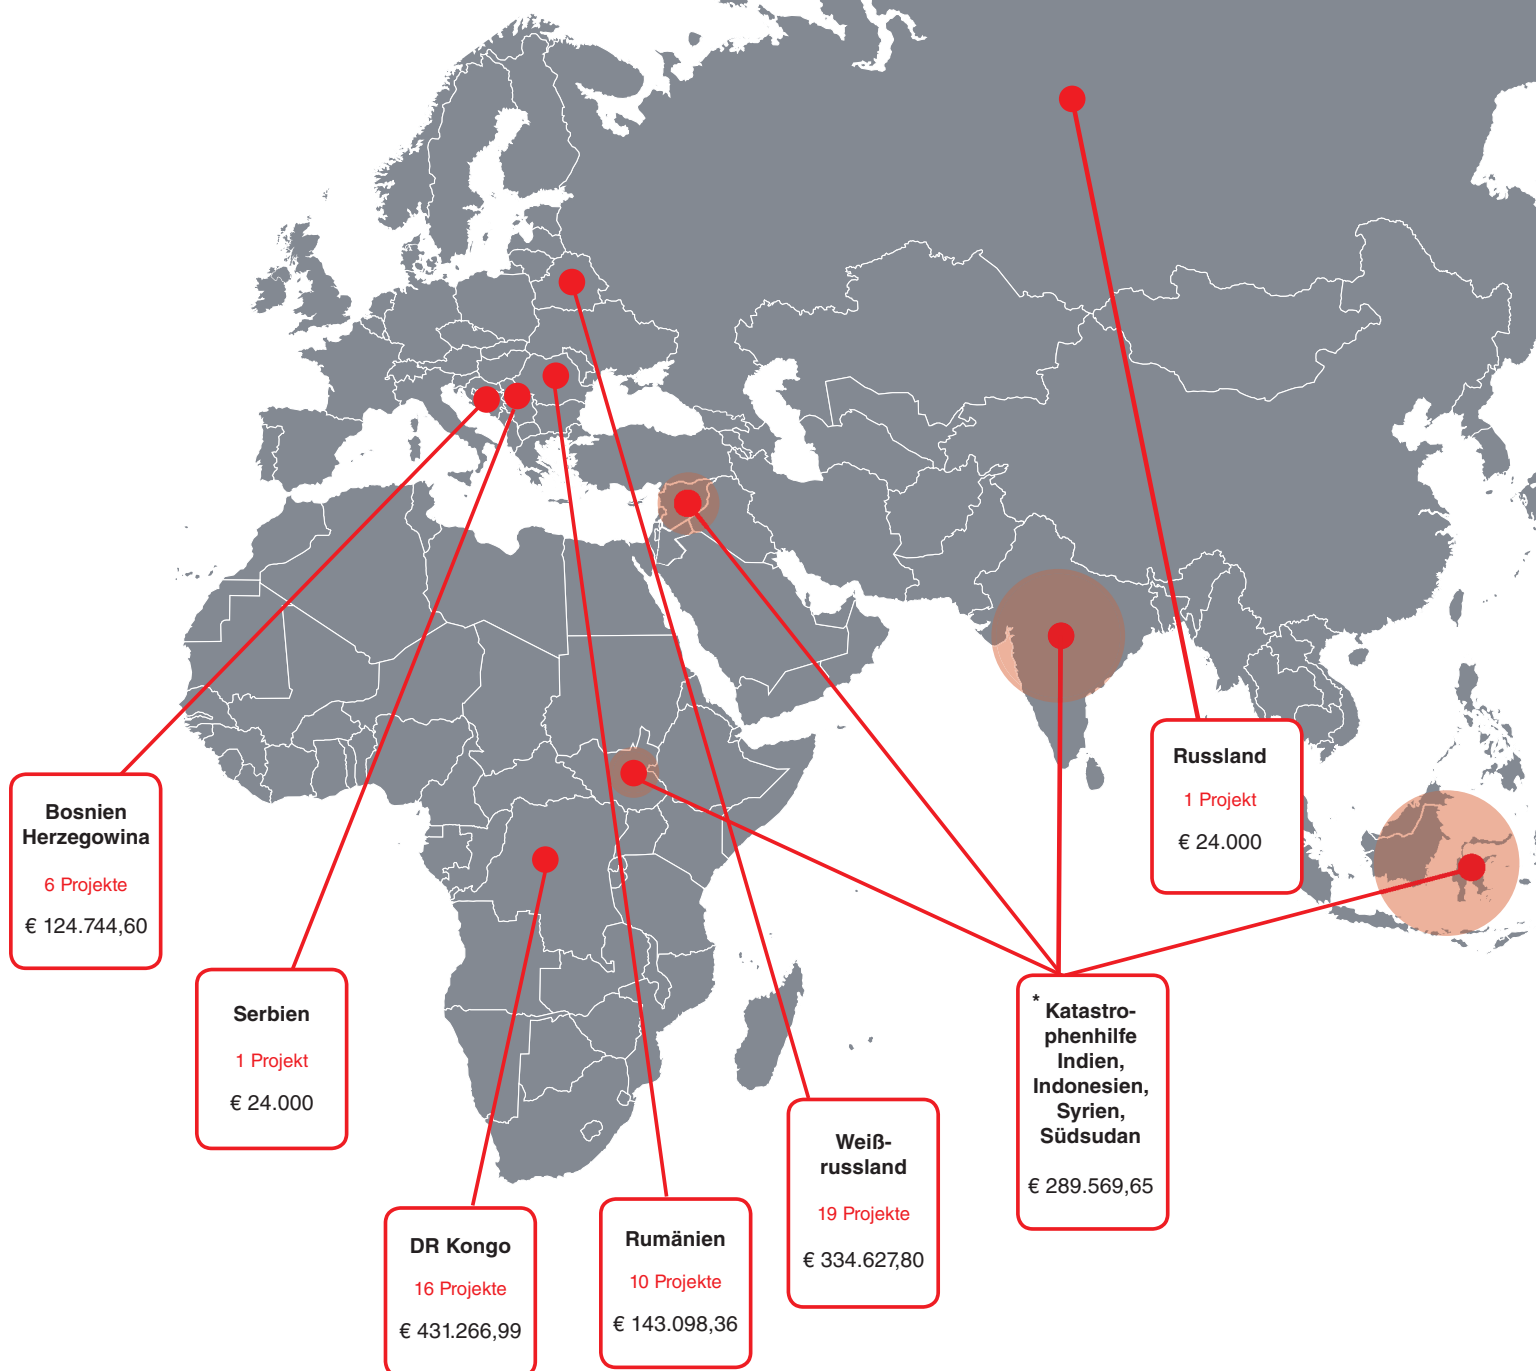 Bosnien
Herzegowina
6 Projekte
€ 124.744,60
Serbien
1 Projekt
€ 24.000
DR Kongo
16 Projekte
€ 431.266,99
Rumänien
10 Projekte
€ 143.098,36
Weiß-
russland
19 Projekte
€ 334.627,80
* Katastro-
phenhilfe
Indien,
Indonesien,
Syrien,
Südsudan
€ 289.569,65
Russland
1 Projekt
€ 24.000